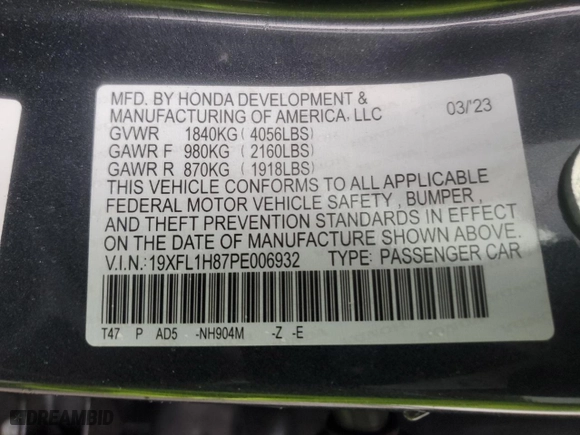 MFD. BY HONDA DEVELOPMENT &
MANUFACTURING OF AMERICA, LLC 03/'23
GVWR 1840KG ( 4056LBS)
GAWR F 980KG ( 2160LBS)
GAWR R 870KG ( 1918LBS)
THIS VEHICLE CONFORMS TO ALL APPLICABLE
FEDERAL MOTOR VEHICLE SAFETY , BUMPER,
AND THEFT PREVENTION STANDARDS IN EFFECT
ON THE DATE OF MANUFACTURE SHOWN ABOVE.
V.I.N.:19XFL1H87PE006932 TYPE: PASSENGER CAR
T47 P AD5 -NH904M -Z -E
DREAMBID